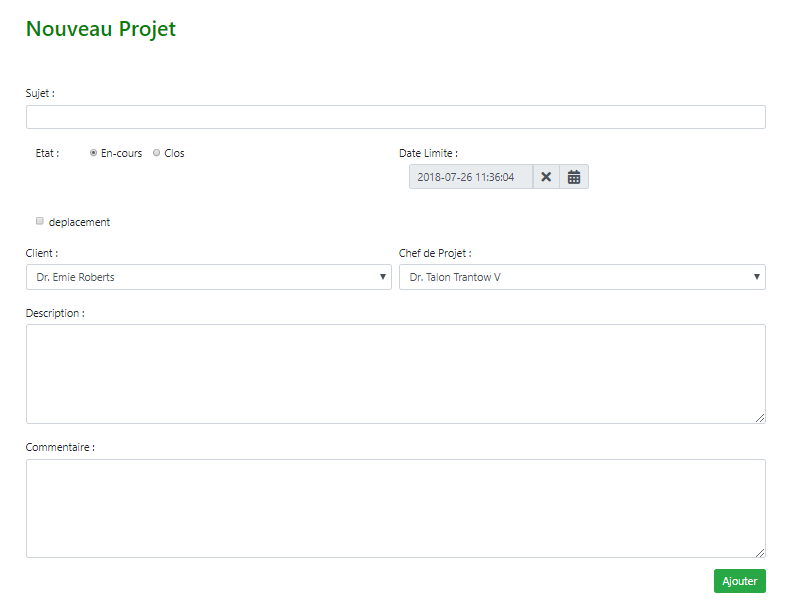 Nouveau Projet
Sujet :
Etat : En-cours Clos
Date Limite :
2018-07-26 11:36:04
deplacement
Client :
Chef de Projet :
Dr. Emie Roberts
Dr. Talon Trantow V
Description :
Commentaire :
Ajouter